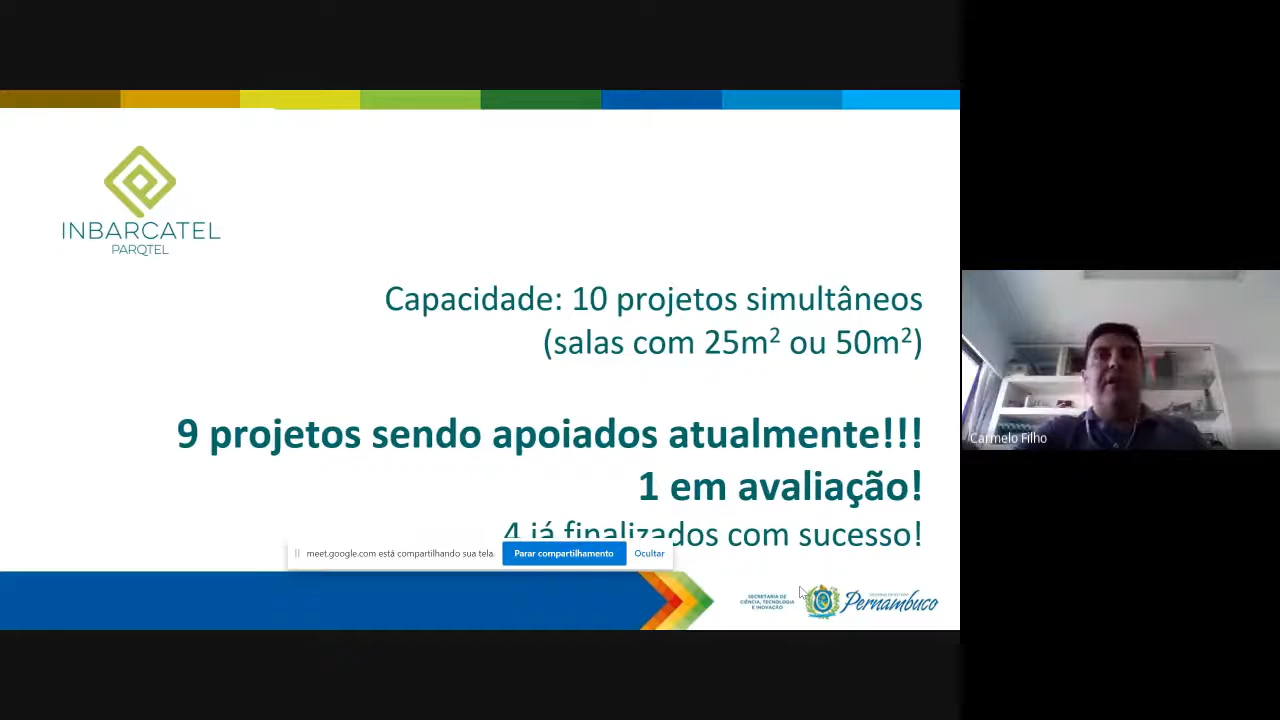 INBARCATEL
PARQTEL
Capacidade: 10 projetos simultâneos
(salas com 25m² ou 50m²)
9 projetos sendo apoiados atualmente!!!
1 em avaliação!
4 já finalizados com sucesso!
meet.google.com está compartilhando sua tela
Parar compartilhamento
Ocultar
SECRETARIA DE
CIÊNCIA, TECNOLOGIA
E INOVAÇÃO
Pernambuco
Carmelo Filho